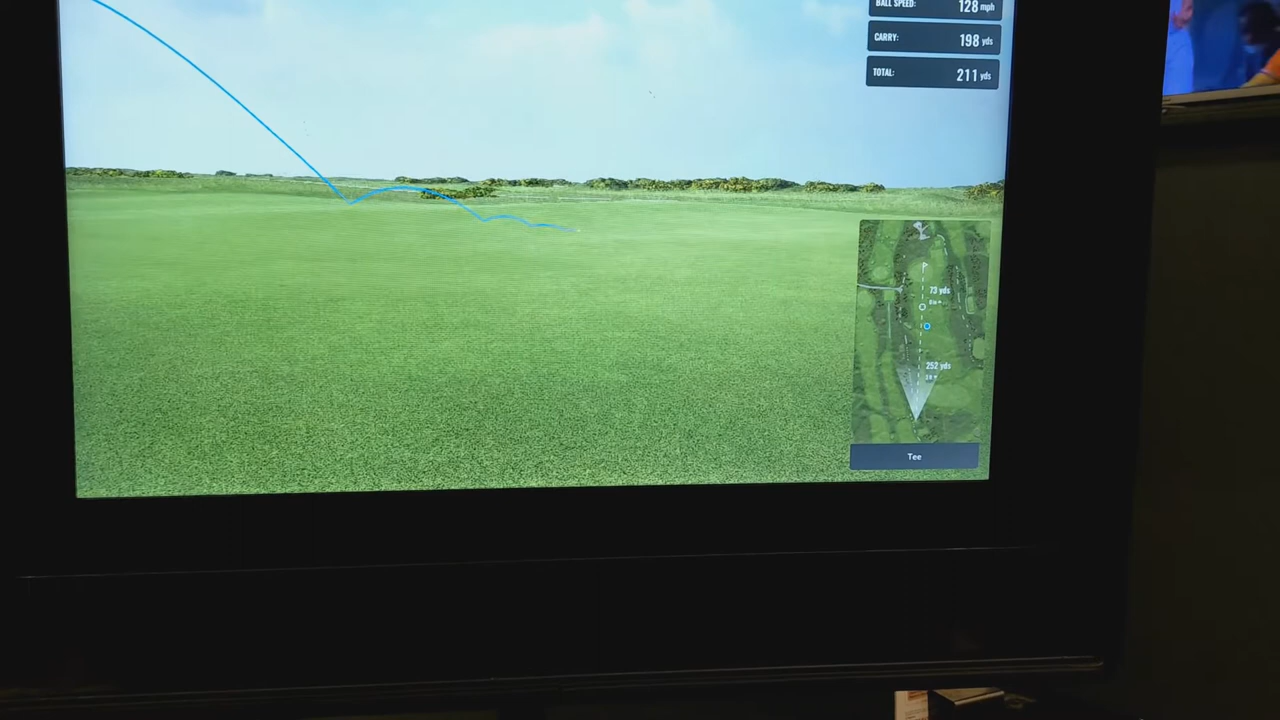 BALL SPEED: 128 mph
CARRY: 198 yds
TOTAL: 211 yds
73 yds
252 yds
Tee